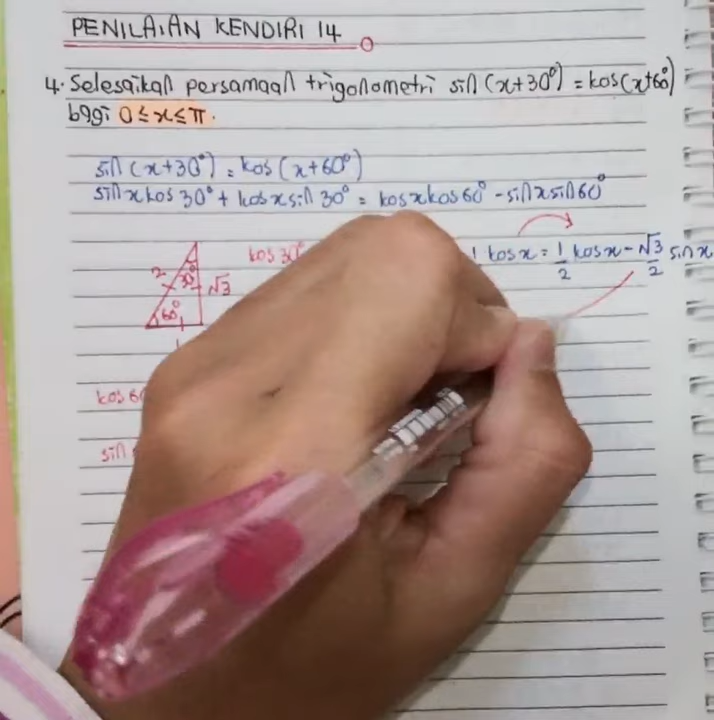 PENILAIAN KENDIRI 14
4. Selesaikan persamaan trigonometri sin (x+30°) = kos(x+60°)
bagi 0 ≤ x ≤ π.
sin (x+30°) = kos (x+60°)
sin x kos 30° + kos x sin 30° = kos x kos 60° - sin x sin 60°
kos 30° 1 kos x = 1/2 kos x - √3/2 sin x
2 30° √3
60° 1
kos 60
sin